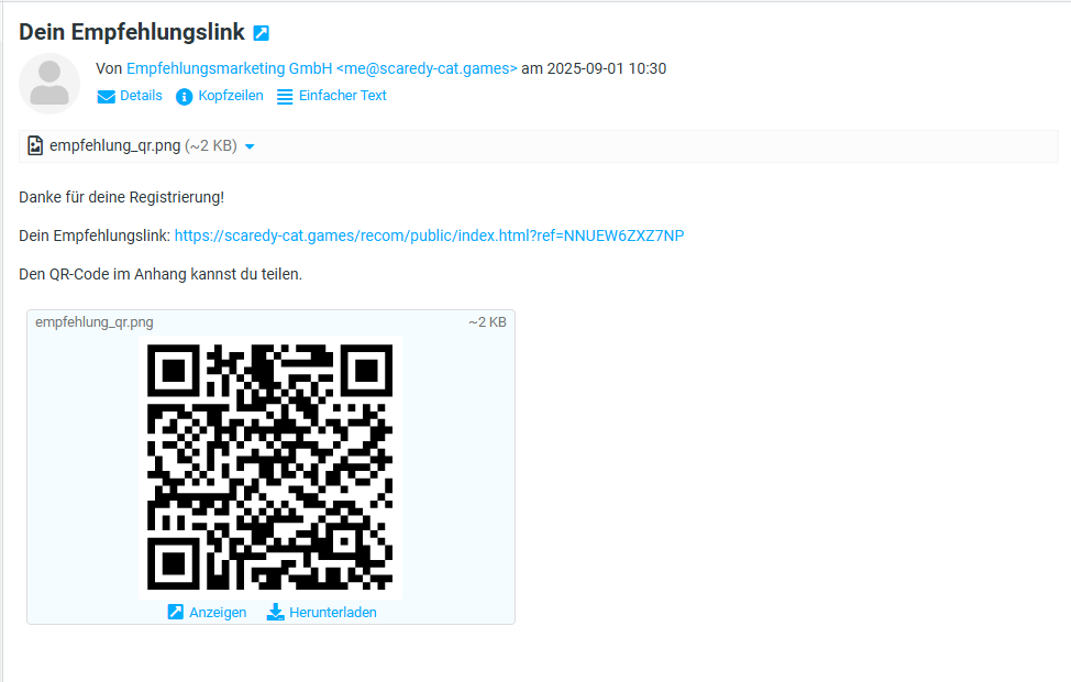 Dein Empfehlungslink
Von Empfehlungsmarketing GmbH <me@scaredy-cat.games> am 2025-09-01 10:30
Details Kopfzeilen Einfacher Text
empfehlung_qr.png (~2 KB)
Danke für deine Registrierung!
Dein Empfehlungslink: https://scaredy-cat.games/recom/public/index.html?ref=NNUEW6ZXZ7NP
Den QR-Code im Anhang kannst du teilen.
empfehlung_qr.png ~2 KB
Anzeigen Herunterladen